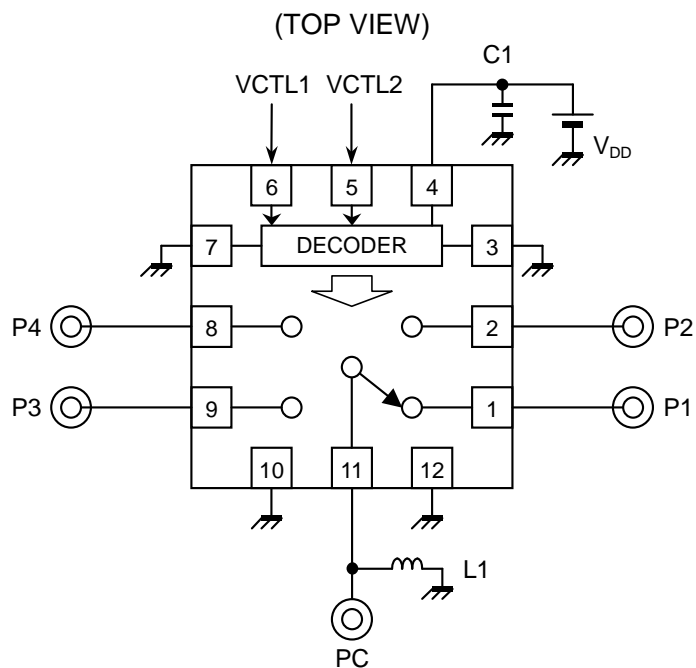 (TOP VIEW)
C1
VCTL1 VCTL2
V_DD
6 5 4
7 DECODER 3
P4 8 2 P2
P3 9 1 P1
10 11 12
L1
PC